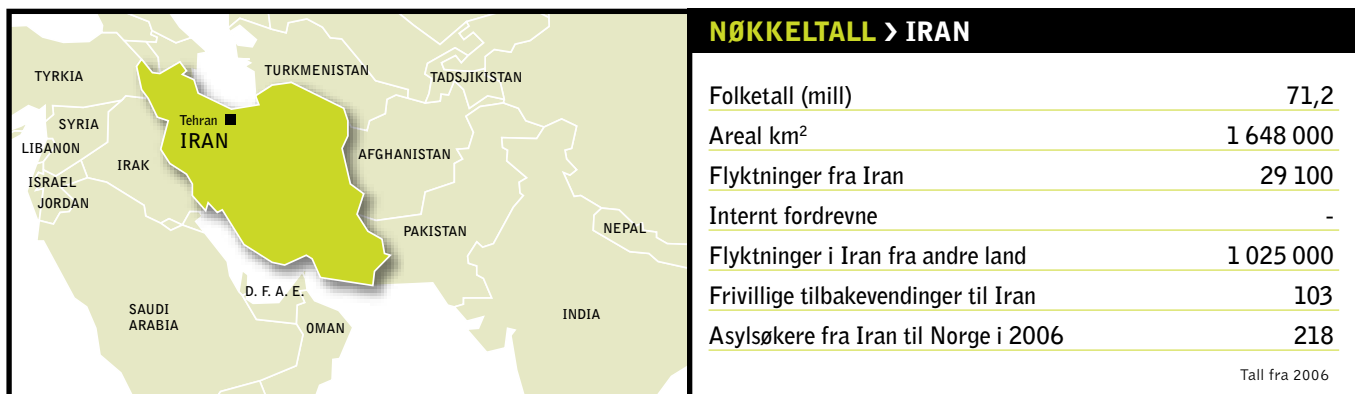 TYRKIA
TURKMENISTAN
TADSJIKISTAN
SYRIA
LIBANON
ISRAEL
JORDAN
IRAK
Tehran
IRAN
AFGHANISTAN
PAKISTAN
NEPAL
INDIA
D. F. A. E.
SAUDI
ARABIA
OMAN
NØKKELTALL > IRAN
Folketall (mill) 71,2
Areal km² 1 648 000
Flyktninger fra Iran 29 100
Internt fordrevne -
Flyktninger i Iran fra andre land 1 025 000
Frivillige tilbakevendinger til Iran 103
Asylsøkere fra Iran til Norge i 2006 218
Tall fra 2006